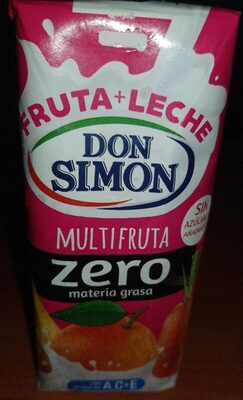 FRUTA+LECHE
DON
SIMON
MULTIFRUTA
SIN
AZÚCARES
AÑADIDOS
zero
materia grasa
A,C+E